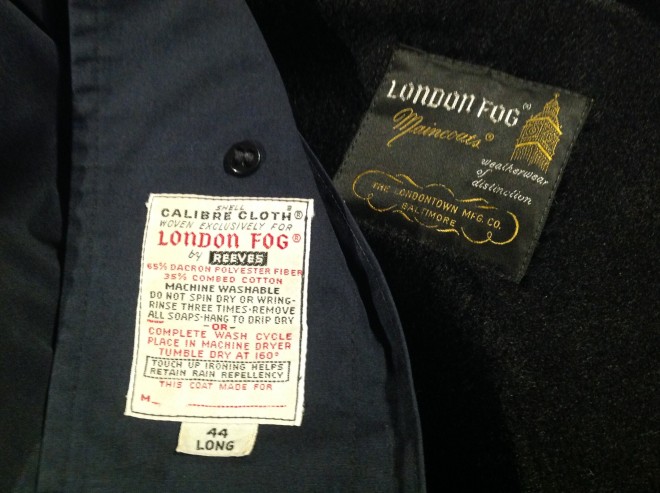 SHELL
CALIBRE CLOTH®
WOVEN EXCLUSIVELY FOR
LONDON FOG®
by REEVES
65% DACRON POLYESTER FIBER
35% COMBED COTTON
MACHINE WASHABLE
DO NOT SPIN DRY OR WRING-
RINSE THREE TIMES·REMOVE
ALL SOAPS·HANG TO DRIP DRY
-OR-
COMPLETE WASH CYCLE
PLACE IN MACHINE DRYER
TUMBLE DRY AT 160°
TOUCH UP IRONING HELPS
RETAIN RAIN REPELLENCY
THIS COAT MADE FOR
M
44
LONG
LONDON FOG®
Maincoats®
weatherwear
of
distinction
THE LONDONTOWN MFG. CO.
BALTIMORE